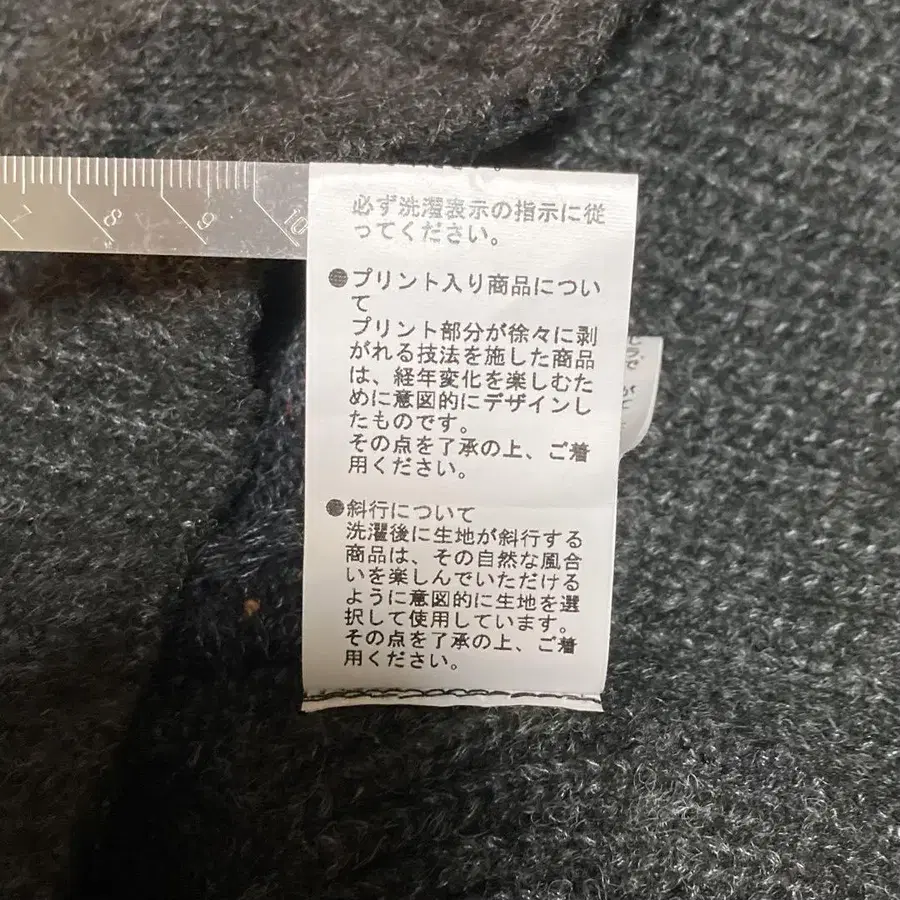 7 8 9 10
必ず洗濯表示の指示に従
ってください。
●プリント入り商品につい
て
プリント部分が徐々に剥
がれる技法を施した商品
は、経年変化を楽しむた
めに意図的にデザインし
たものです。
その点を了承の上、ご着
用ください。
●斜行について
洗濯後に生地が斜行する
商品は、その自然な風合
いを楽しんでいただける
ように意図的に生地を選
択して使用しています。
その点を了承の上、ご着
用ください。